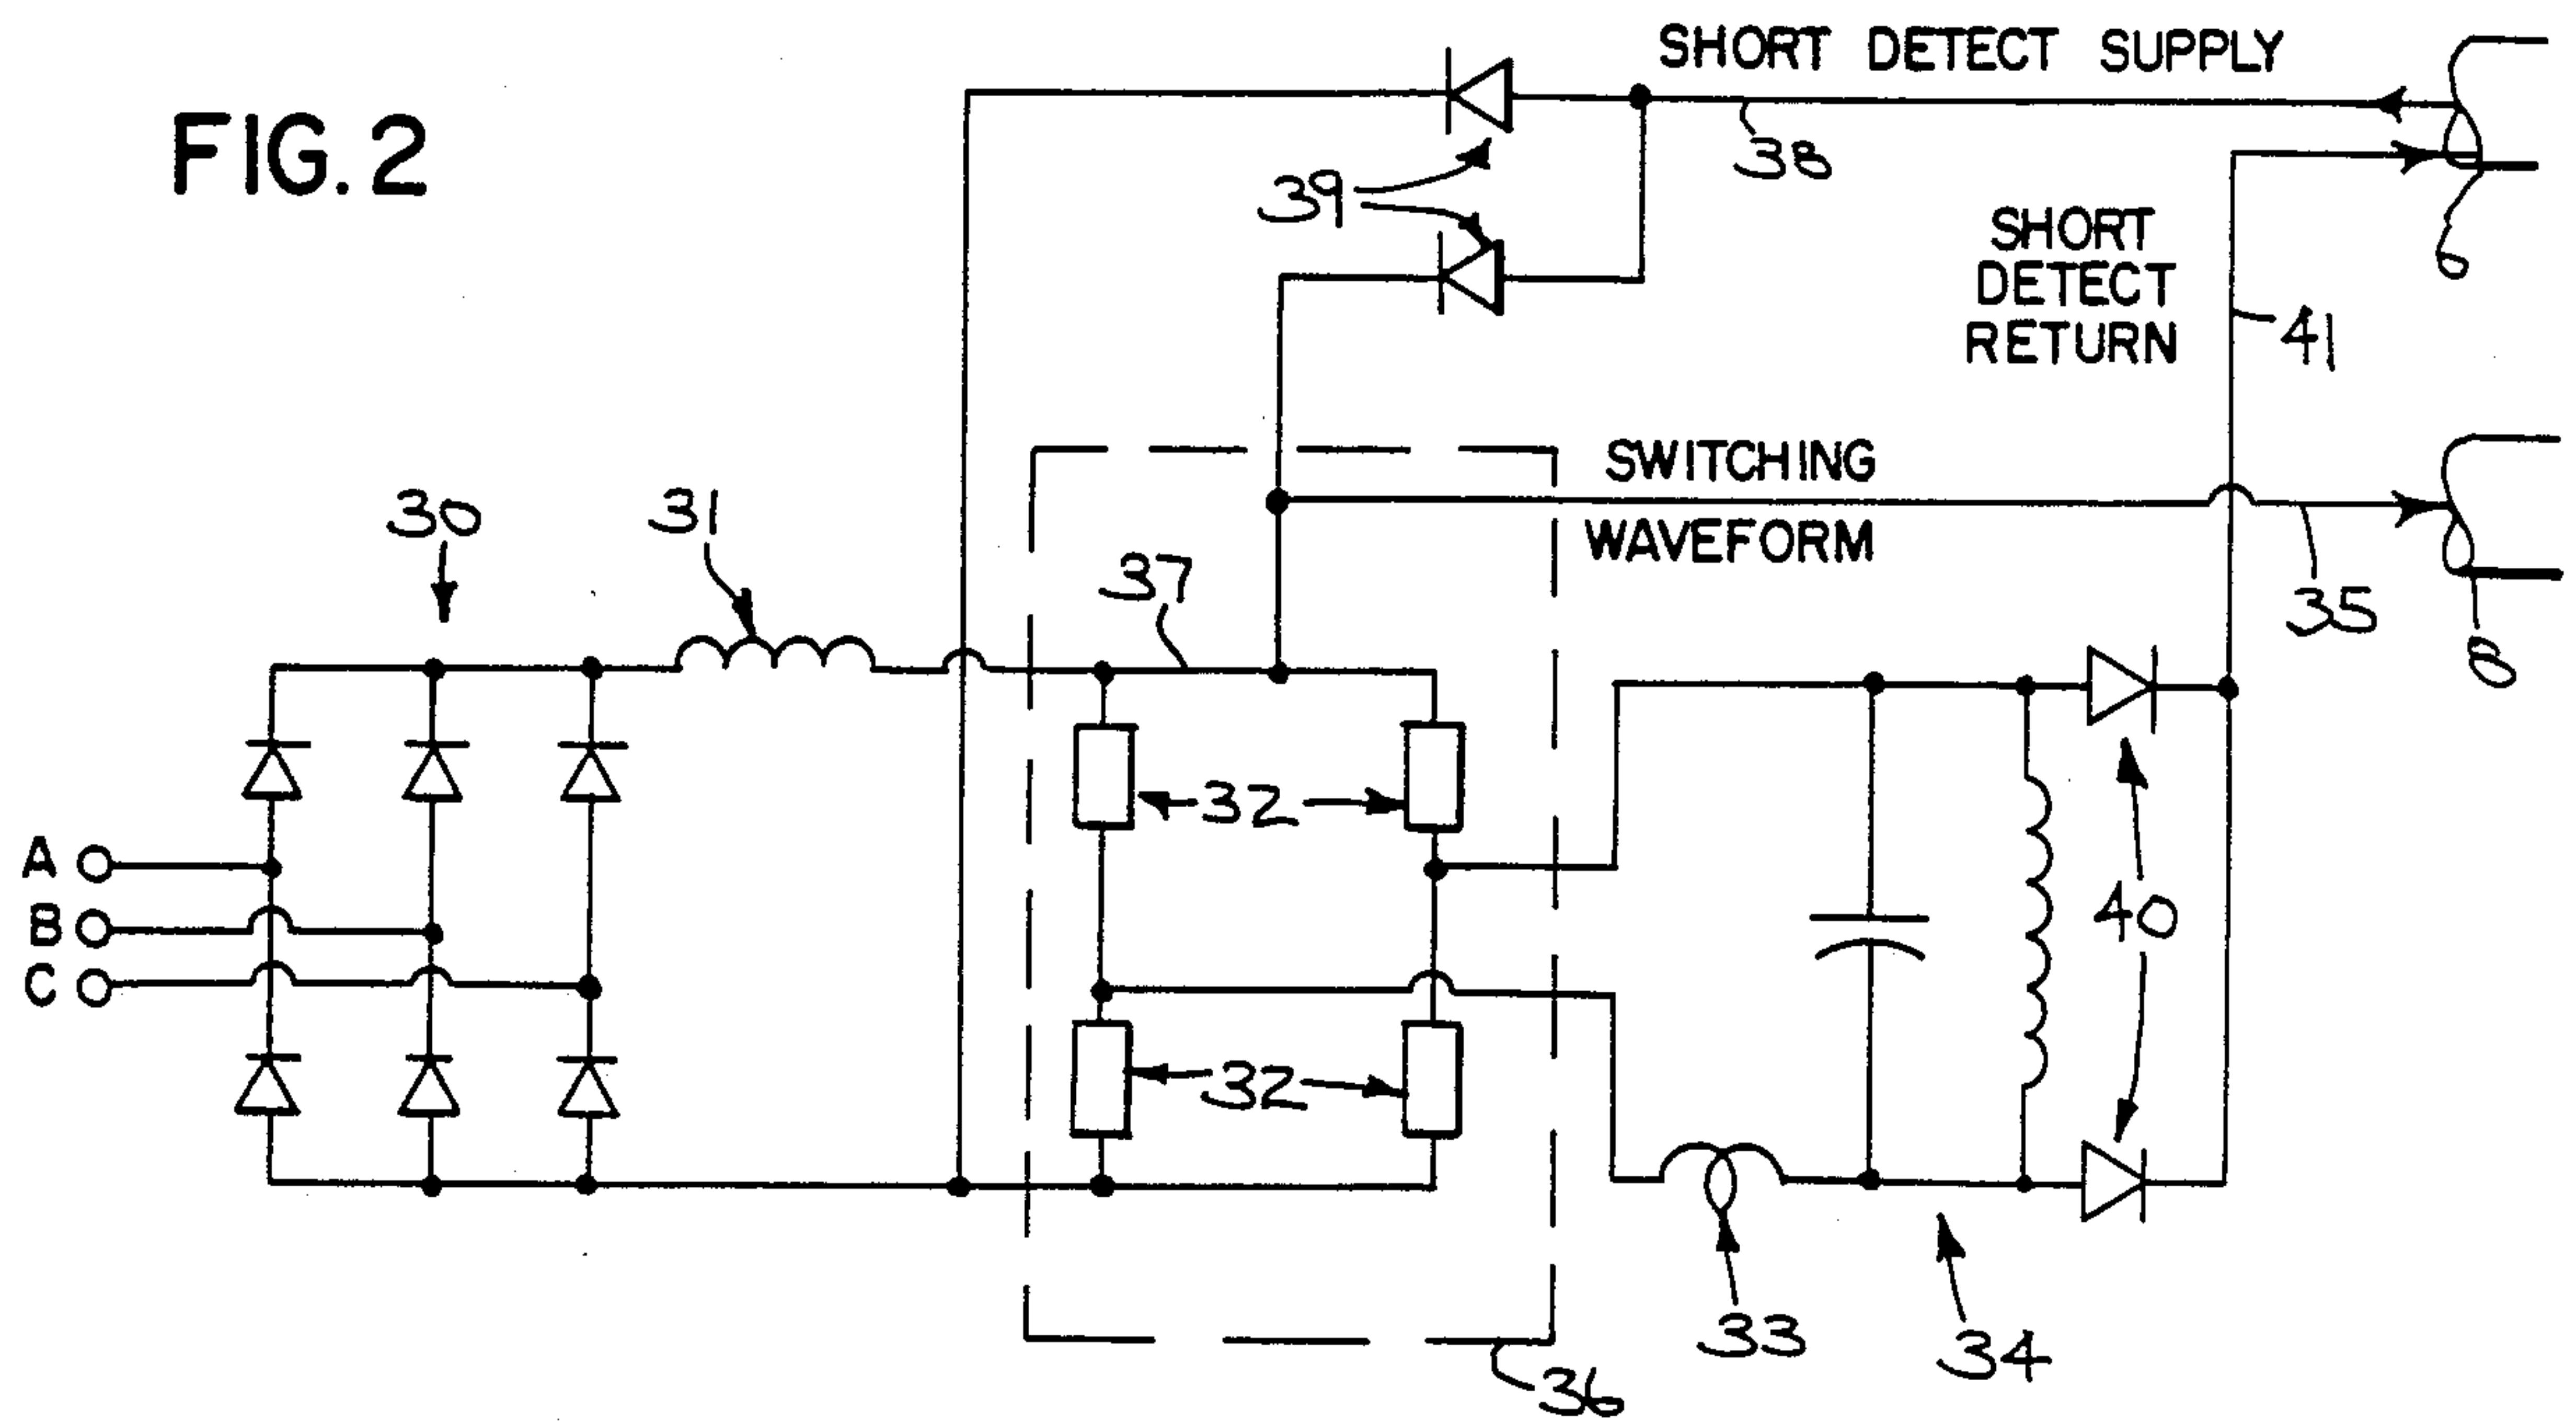 FIG. 2
SHORT DETECT SUPPLY
38
39
SHORT
DETECT
RETURN
41
SWITCHING
WAVEFORM
35
8
30
31
37
32
32
A
B
C
40
33
34
36